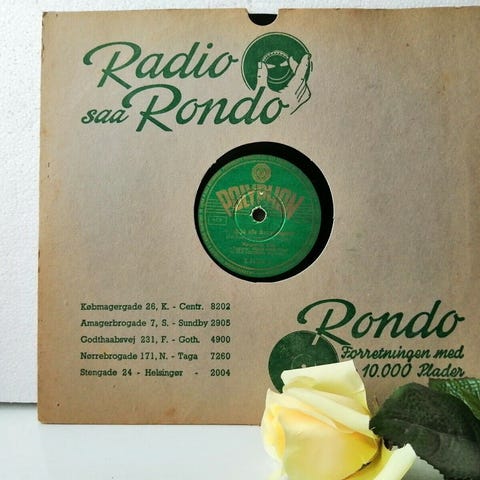 Radio
saa Rondo
POLYPHON
Købmagergade 26, K. - Centr. 8202
Amagerbrogade 7, S. - Sundby 2905
Godthaabsvej 231, F. - Goth. 4900
Nørrebrogade 171, N. - Taga 7260
Stengade 24 - Helsingør - 2004
Rondo
Forretningen med
10.000 Plader